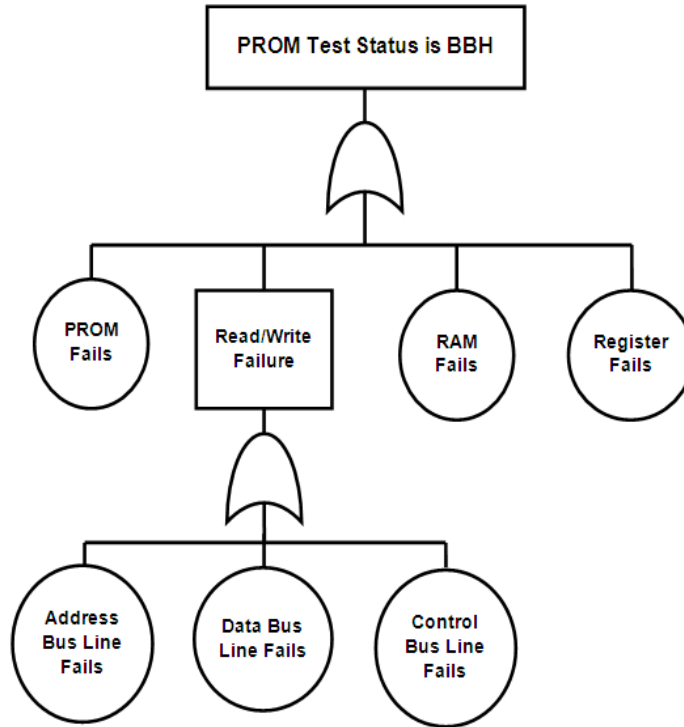 PROM Test Status is BBH
PROM
Fails
Read/Write
Failure
RAM
Fails
Register
Fails
Address
Bus Line
Fails
Data Bus
Line Fails
Control
Bus Line
Fails